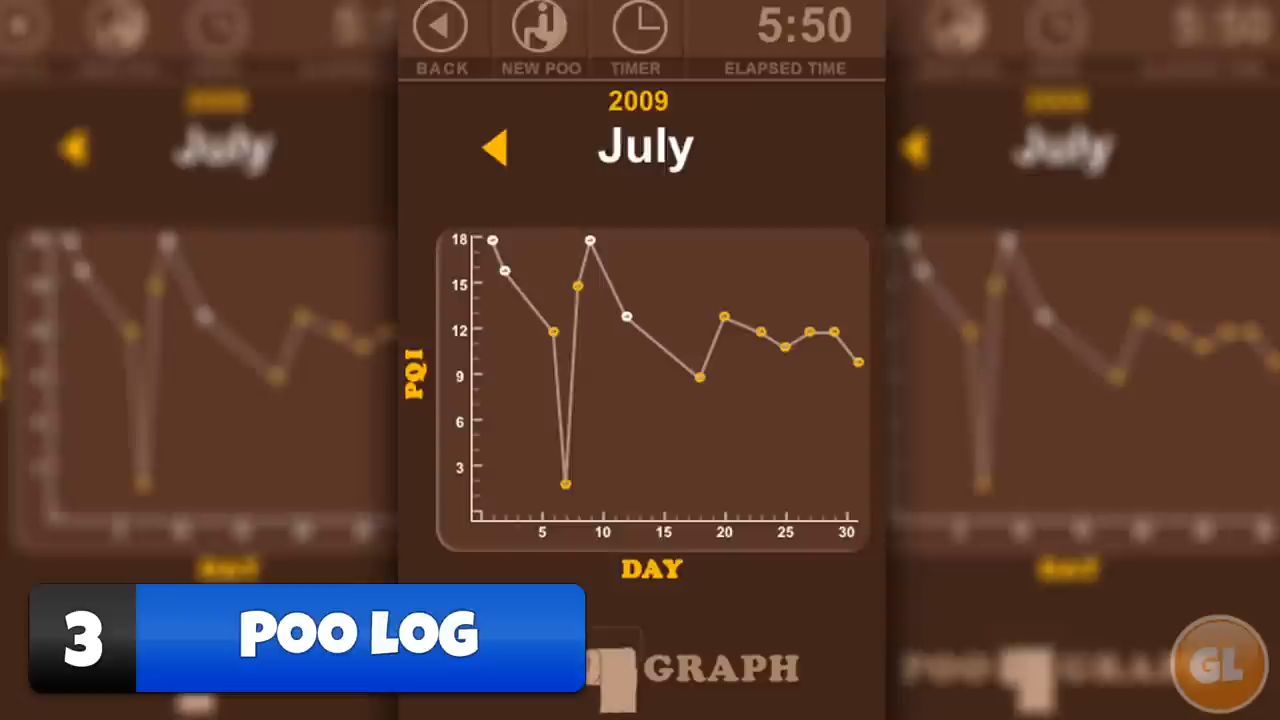 5:50
BACK NEW POO TIMER ELAPSED TIME
2009
July
18
15
12
9
6
3
PQI
5 10 15 20 25 30
DAY
3 POO LOG
GRAPH
GL